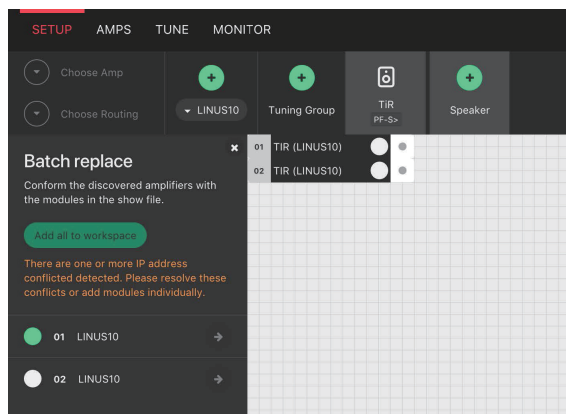 SETUP AMPS TUNE MONITOR
Choose Amp
Choose Routing
LINUS10
Tuning Group
TiR
PF-S>
Speaker
Batch replace
Conform the discovered amplifiers with
the modules in the show file.
Add all to workspace
There are one or more IP address
conflicted detected. Please resolve these
conflicts or add modules individually.
01 LINUS10
02 LINUS10
01 TIR (LINUS10)
02 TIR (LINUS10)